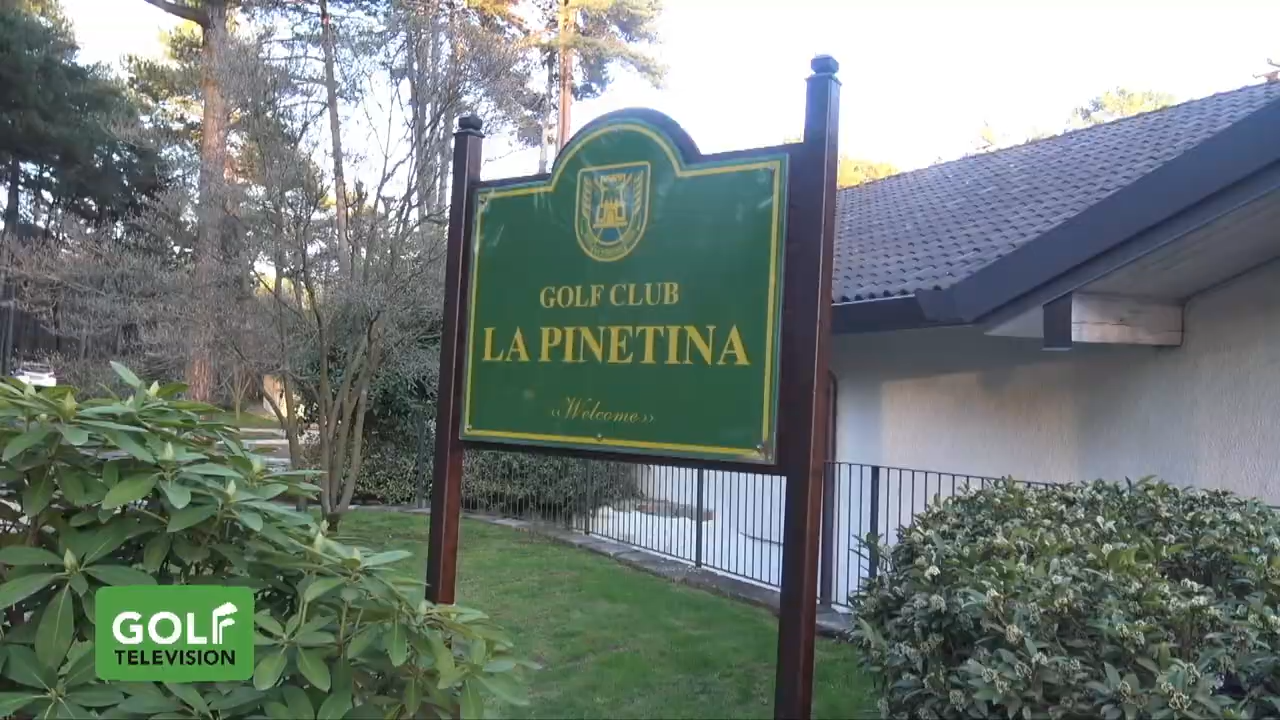 GOLF CLUB
LA PINETINA
‹‹Welcome››
GOLF
TELEVISION